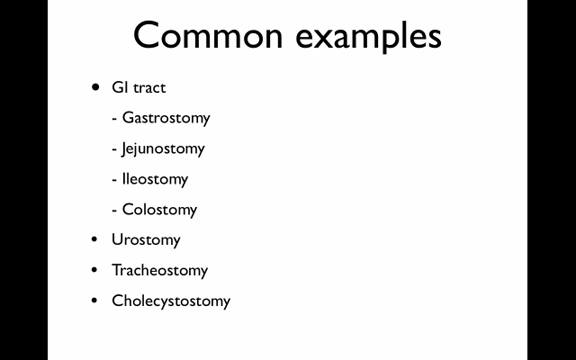 Common examples
• GI tract
- Gastrostomy
- Jejunostomy
- Ileostomy
- Colostomy
• Urostomy
• Tracheostomy
• Cholecystostomy